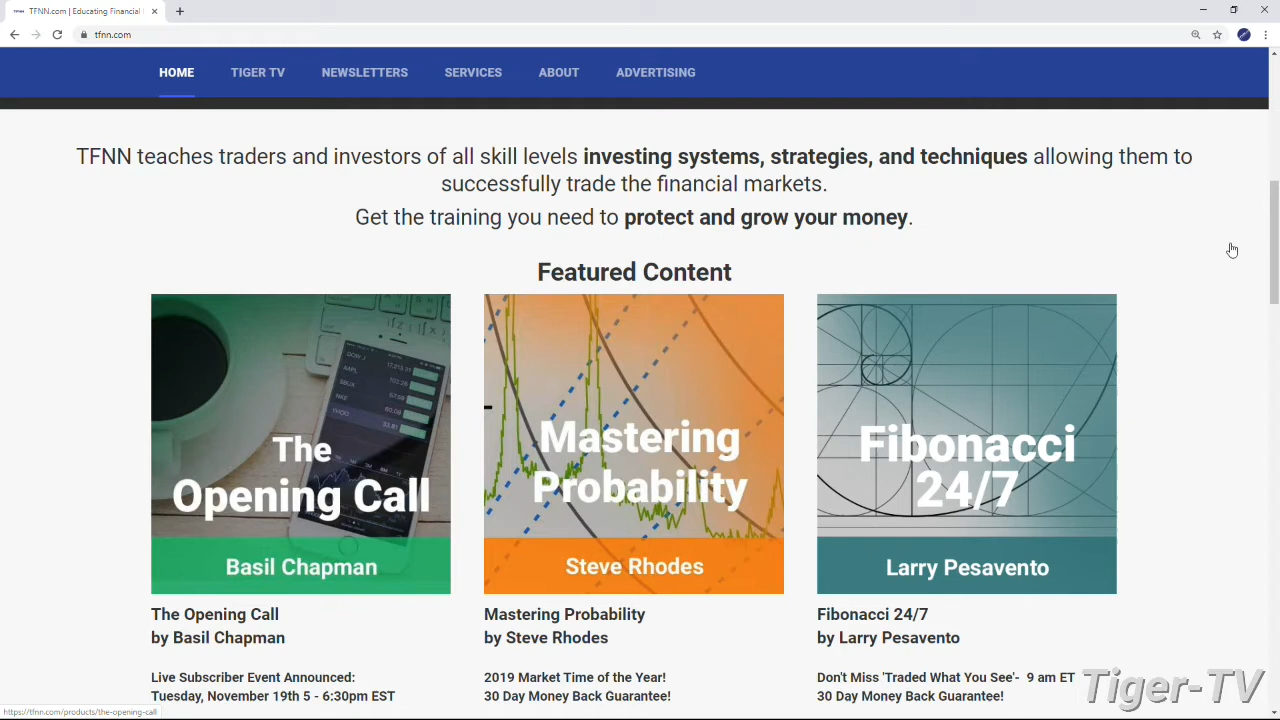 TFNN.com | Educating Financial
tfnn.com
HOME TIGER TV NEWSLETTERS SERVICES ABOUT ADVERTISING
TFNN teaches traders and investors of all skill levels investing systems, strategies, and techniques allowing them to
successfully trade the financial markets.
Get the training you need to protect and grow your money.
Featured Content
The
Opening Call
Basil Chapman
Mastering
Probability
Steve Rhodes
Fibonacci
24/7
Larry Pesavento
The Opening Call
by Basil Chapman
Live Subscriber Event Announced:
Tuesday, November 19th 5 - 6:30pm EST
Mastering Probability
by Steve Rhodes
2019 Market Time of the Year!
30 Day Money Back Guarantee!
Fibonacci 24/7
by Larry Pesavento
Don't Miss 'Traded What You See'- 9 am ET
30 Day Money Back Guarantee!
Tiger-TV
https://tfnn.com/products/the-opening-call